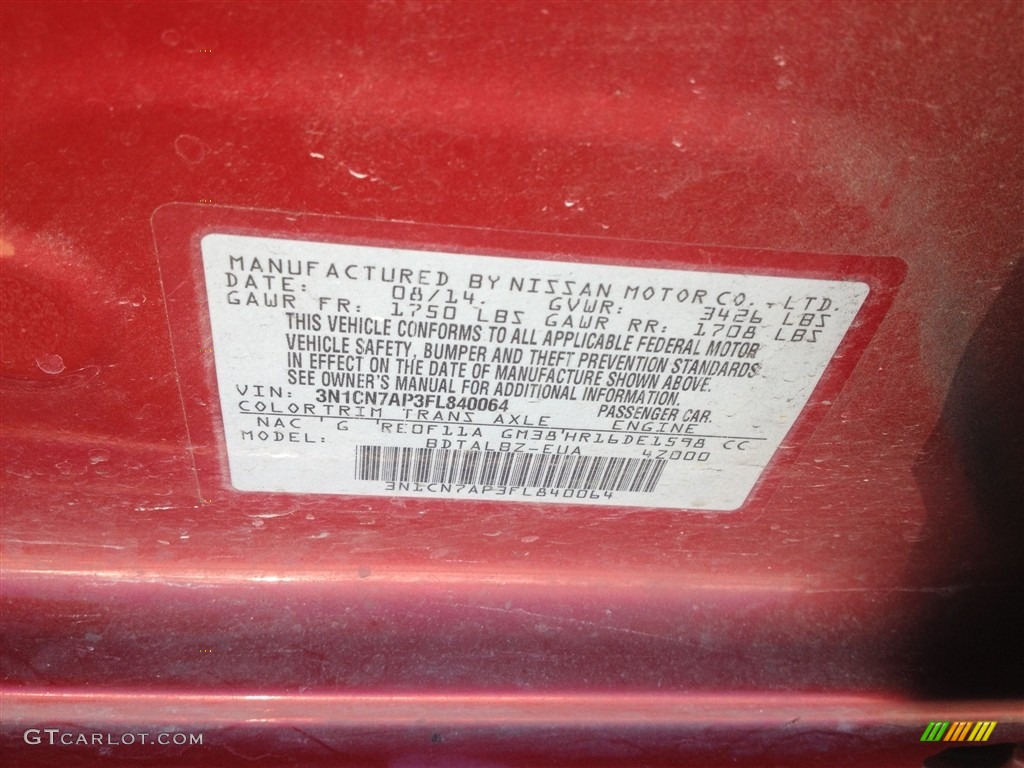 MANUFACTURED BY NISSAN MOTOR CO., LTD.
DATE: 08/14. GVWR: 3426 LBS
GAWR FR: 1750 LBS GAWR RR: 1708 LBS
THIS VEHICLE CONFORMS TO ALL APPLICABLE FEDERAL MOTOR
VEHICLE SAFETY, BUMPER AND THEFT PREVENTION STANDARDS
IN EFFECT ON THE DATE OF MANUFACTURE SHOWN ABOVE.
SEE OWNER'S MANUAL FOR ADDITIONAL INFORMATION.
VIN: 3N1CN7AP3FL840064 PASSENGER CAR.
COLOR TRIM TRANS AXLE ENGINE
NAC ' G 'RE0F11A GM38'HR16DE1598 CC
MODEL: BDTALBZ-EUA 4Z000
3N1CN7AP3FL840064
GTCARLOT.COM